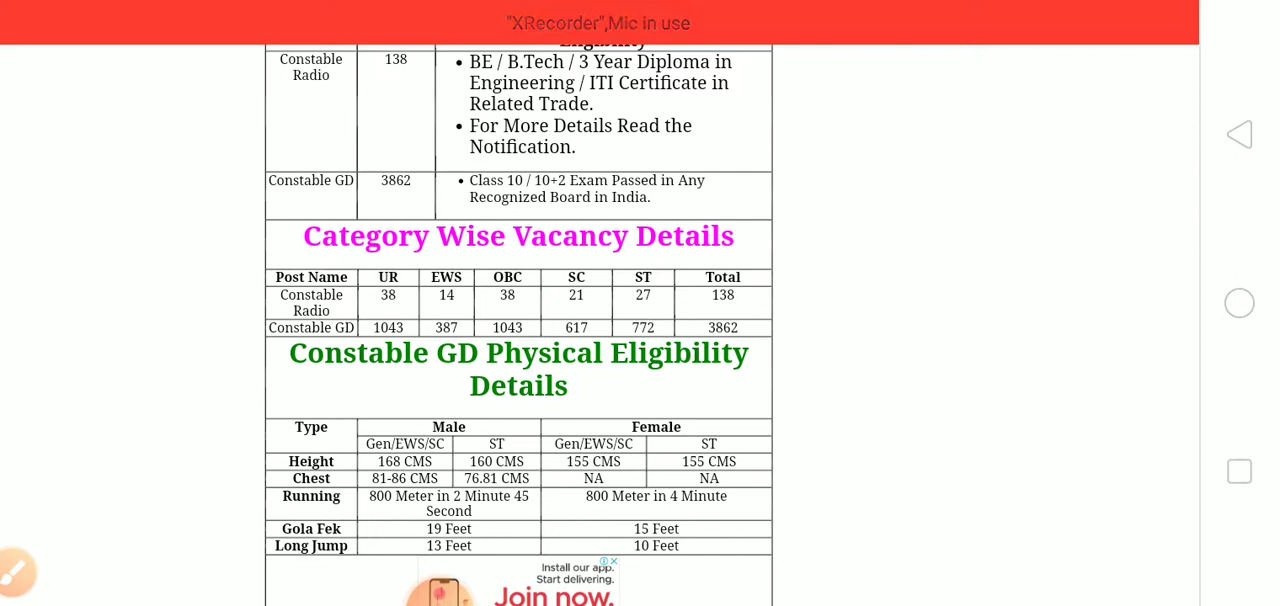 "XRecorder",Mic in use
Eligibility
Constable Radio 138
• BE / B.Tech / 3 Year Diploma in
Engineering / ITI Certificate in
Related Trade.
• For More Details Read the
Notification.
Constable GD 3862 • Class 10 / 10+2 Exam Passed in Any
Recognized Board in India.
Category Wise Vacancy Details
Post Name UR EWS OBC SC ST Total
Constable 38 14 38 21 27 138
Radio
Constable GD 1043 387 1043 617 772 3862
Constable GD Physical Eligibility
Details
Type Male Female
Gen/EWS/SC ST Gen/EWS/SC ST
Height 168 CMS 160 CMS 155 CMS 155 CMS
Chest 81-86 CMS 76.81 CMS NA NA
Running 800 Meter in 2 Minute 45 800 Meter in 4 Minute
Second
Gola Fek 19 Feet 15 Feet
Long Jump 13 Feet 10 Feet
Install our app.
Start delivering.
Join now.